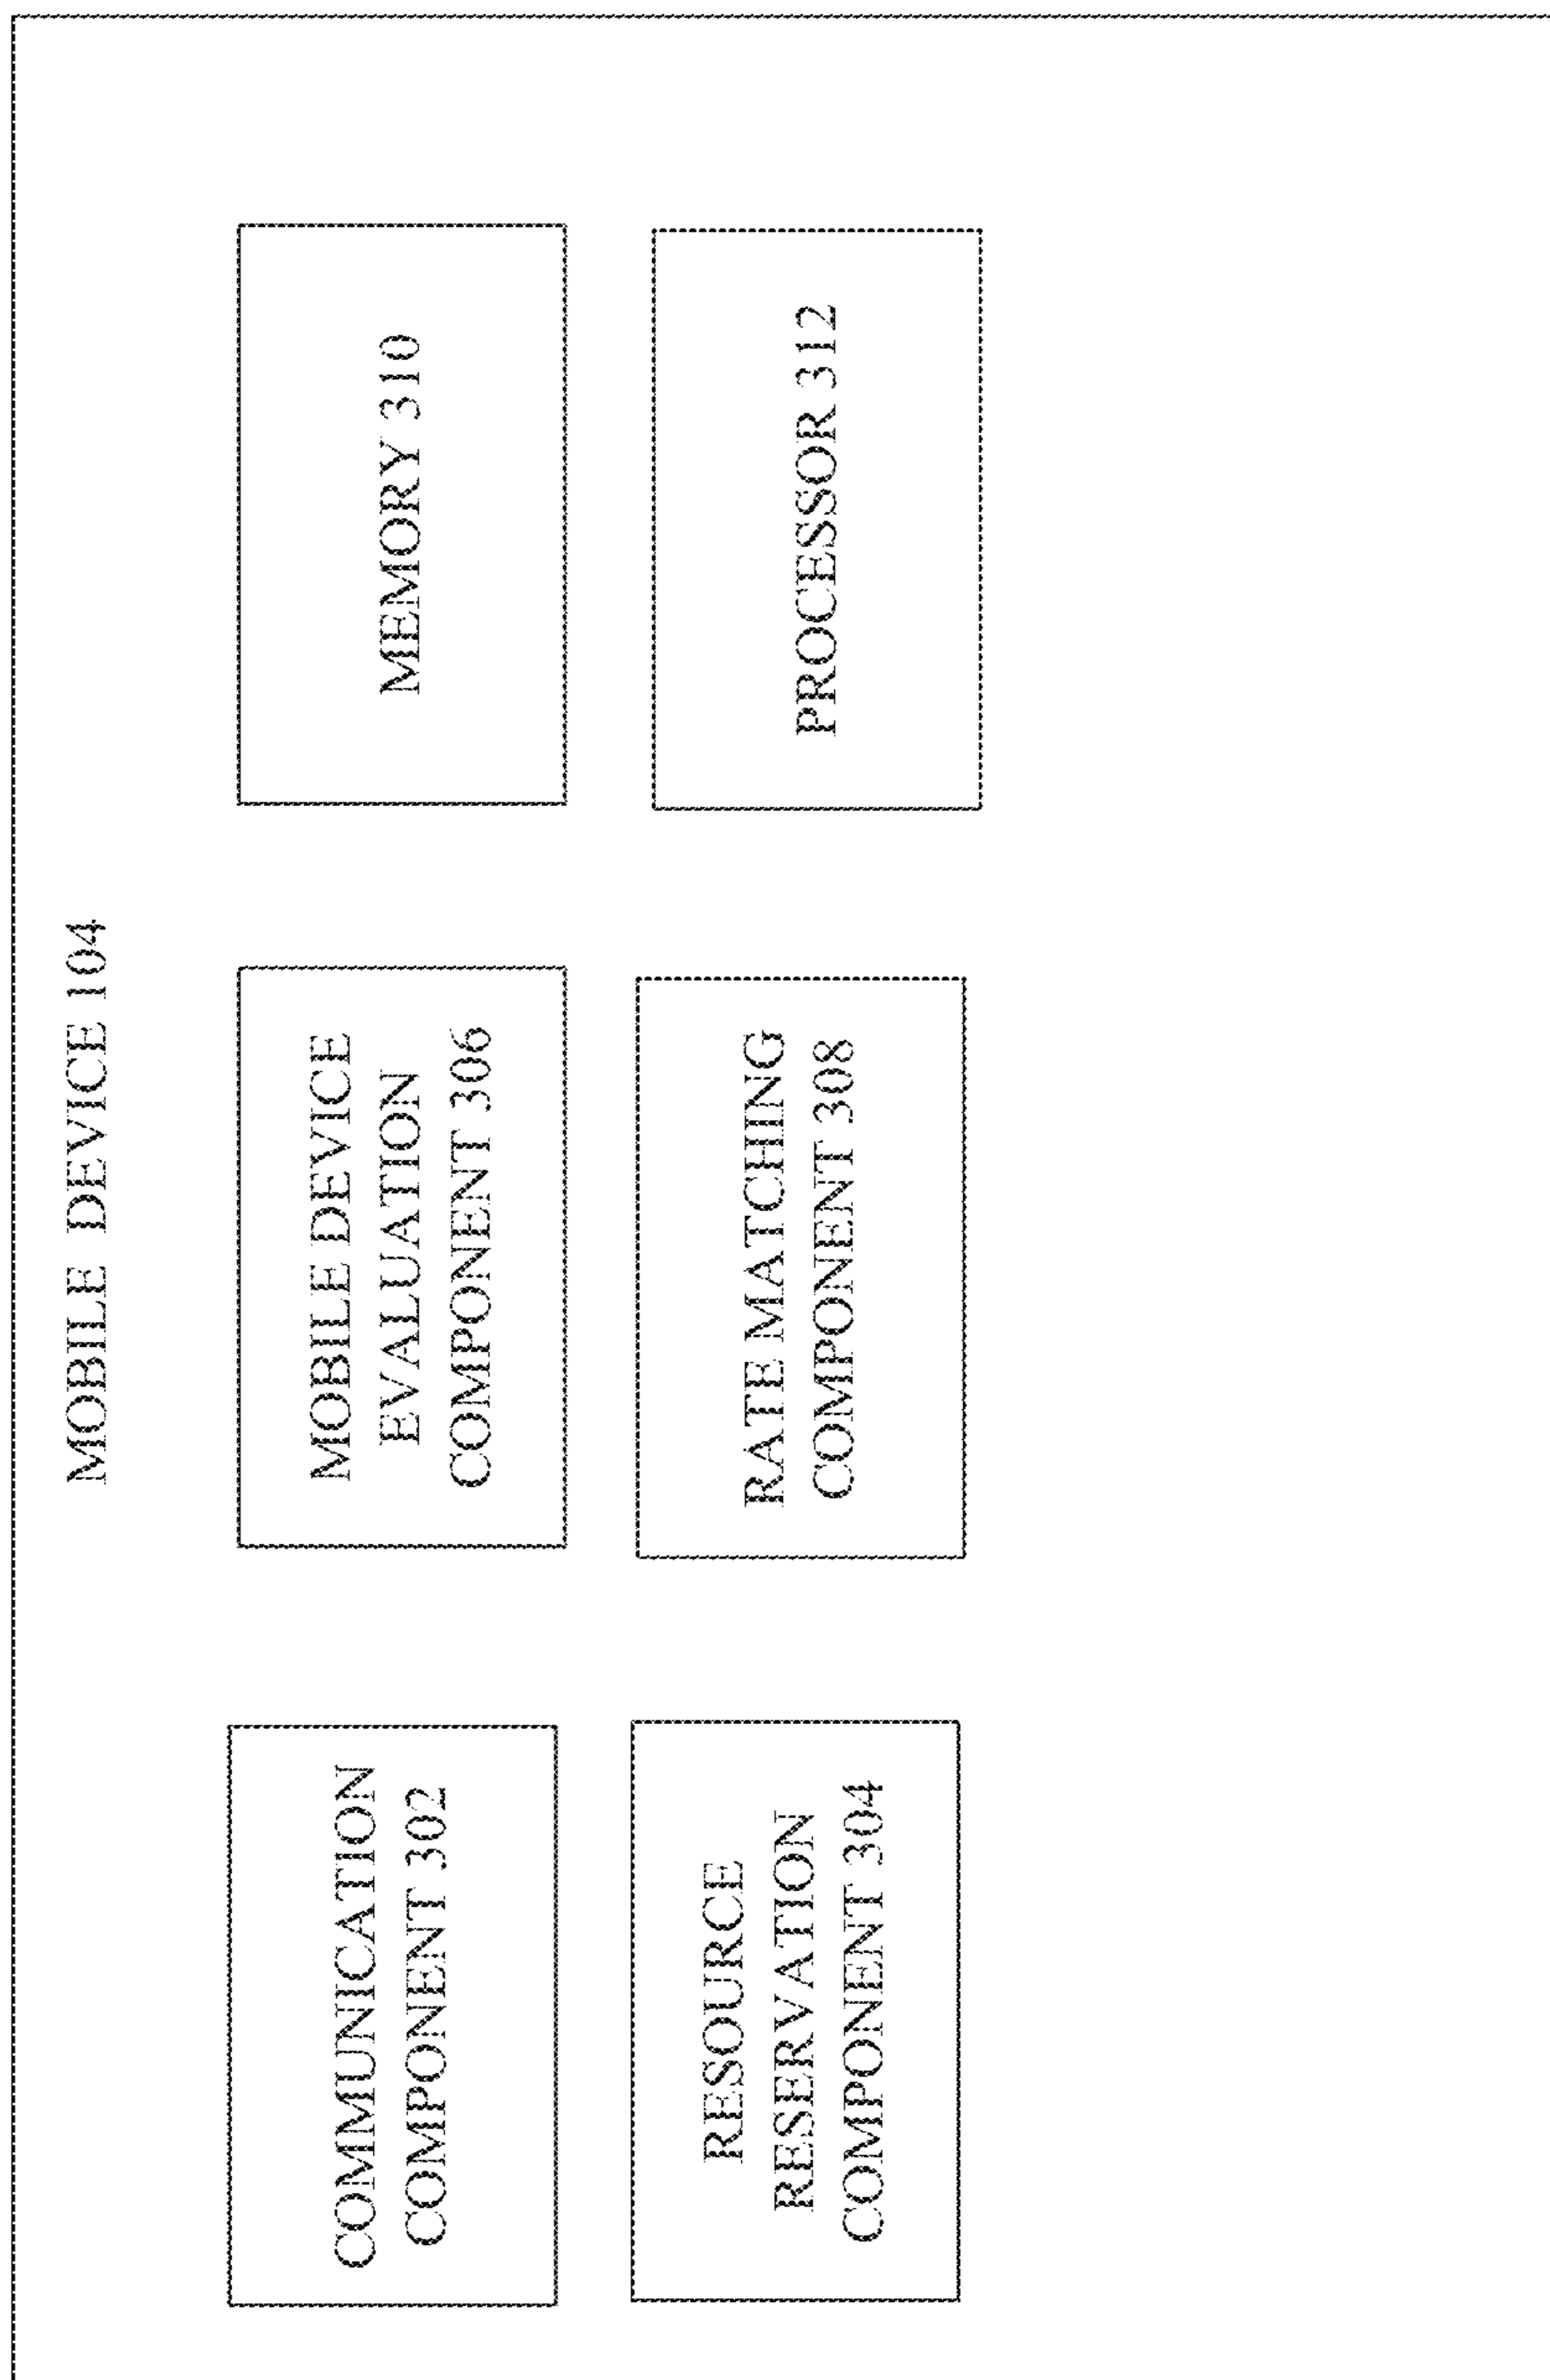 MOBILE DEVICE 104
COMMUNICATION
COMPONENT 302
MOBILE DEVICE
EVALUATION
COMPONENT 306
MEMORY 310
RESOURCE
RESERVATION
COMPONENT 304
RATE MATCHING
COMPONENT 308
PROCESSOR 312